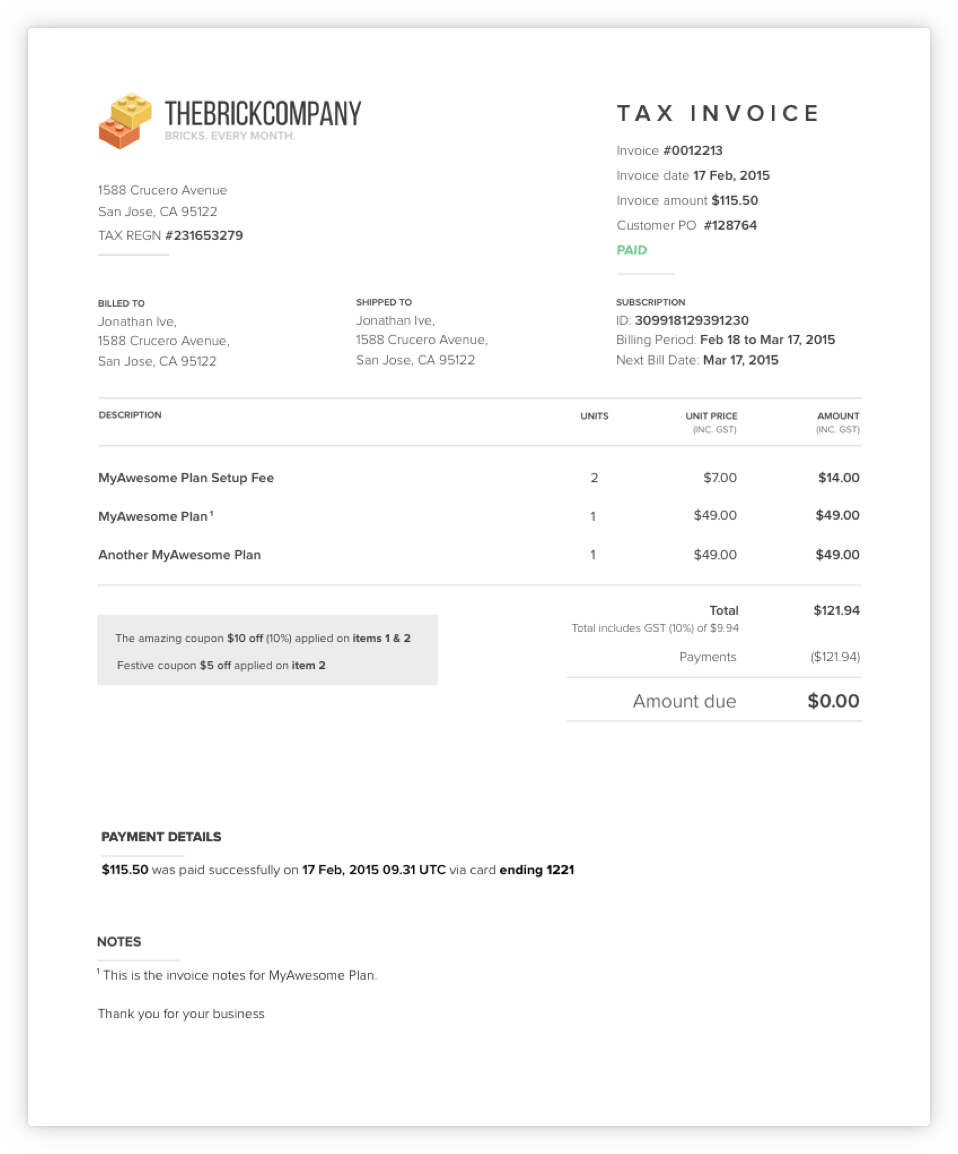 THEBRICKCOMPANY
BRICKS. EVERY MONTH.
1588 Crucero Avenue
San Jose, CA 95122
TAX REGN #231653279
TAX INVOICE
Invoice #0012213
Invoice date 17 Feb, 2015
Invoice amount $115.50
Customer PO #128764
PAID
BILLED TO
Jonathan Ive,
1588 Crucero Avenue,
San Jose, CA 95122
SHIPPED TO
Jonathan Ive,
1588 Crucero Avenue,
San Jose, CA 95122
SUBSCRIPTION
ID: 309918129391230
Billing Period: Feb 18 to Mar 17, 2015
Next Bill Date: Mar 17, 2015
DESCRIPTION UNITS UNIT PRICE AMOUNT
(INC. GST) (INC. GST)
MyAwesome Plan Setup Fee 2 $7.00 $14.00
MyAwesome Plan ¹ 1 $49.00 $49.00
Another MyAwesome Plan 1 $49.00 $49.00
The amazing coupon $10 off (10%) applied on items 1 & 2
Festive coupon $5 off applied on item 2
Total $121.94
Total includes GST (10%) of $9.94
Payments ($121.94)
Amount due $0.00
PAYMENT DETAILS
$115.50 was paid successfully on 17 Feb, 2015 09.31 UTC via card ending 1221
NOTES
¹ This is the invoice notes for MyAwesome Plan.
Thank you for your business